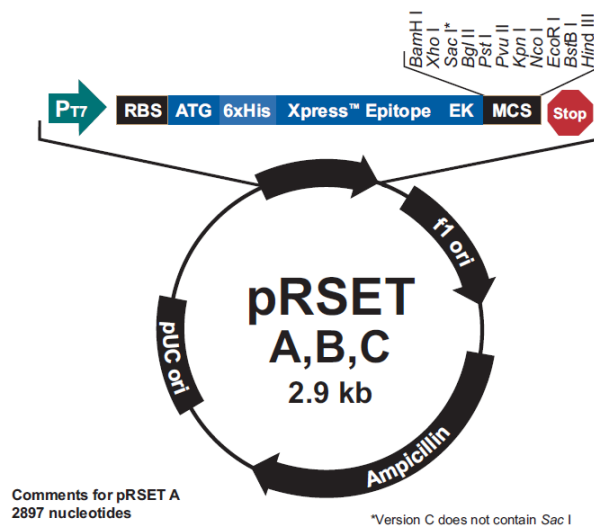 BamH I
Xho I
Sac I*
Bgl II
Pst I
Pvu II
Kpn I
Nco I
EcoR I
BstB I
Hind III
PT7 RBS ATG 6xHis Xpress™ Epitope EK MCS Stop
f1 ori
pRSET
A,B,C
2.9 kb
pUC ori
Ampicillin
Comments for pRSET A
2897 nucleotides
*Version C does not contain Sac I